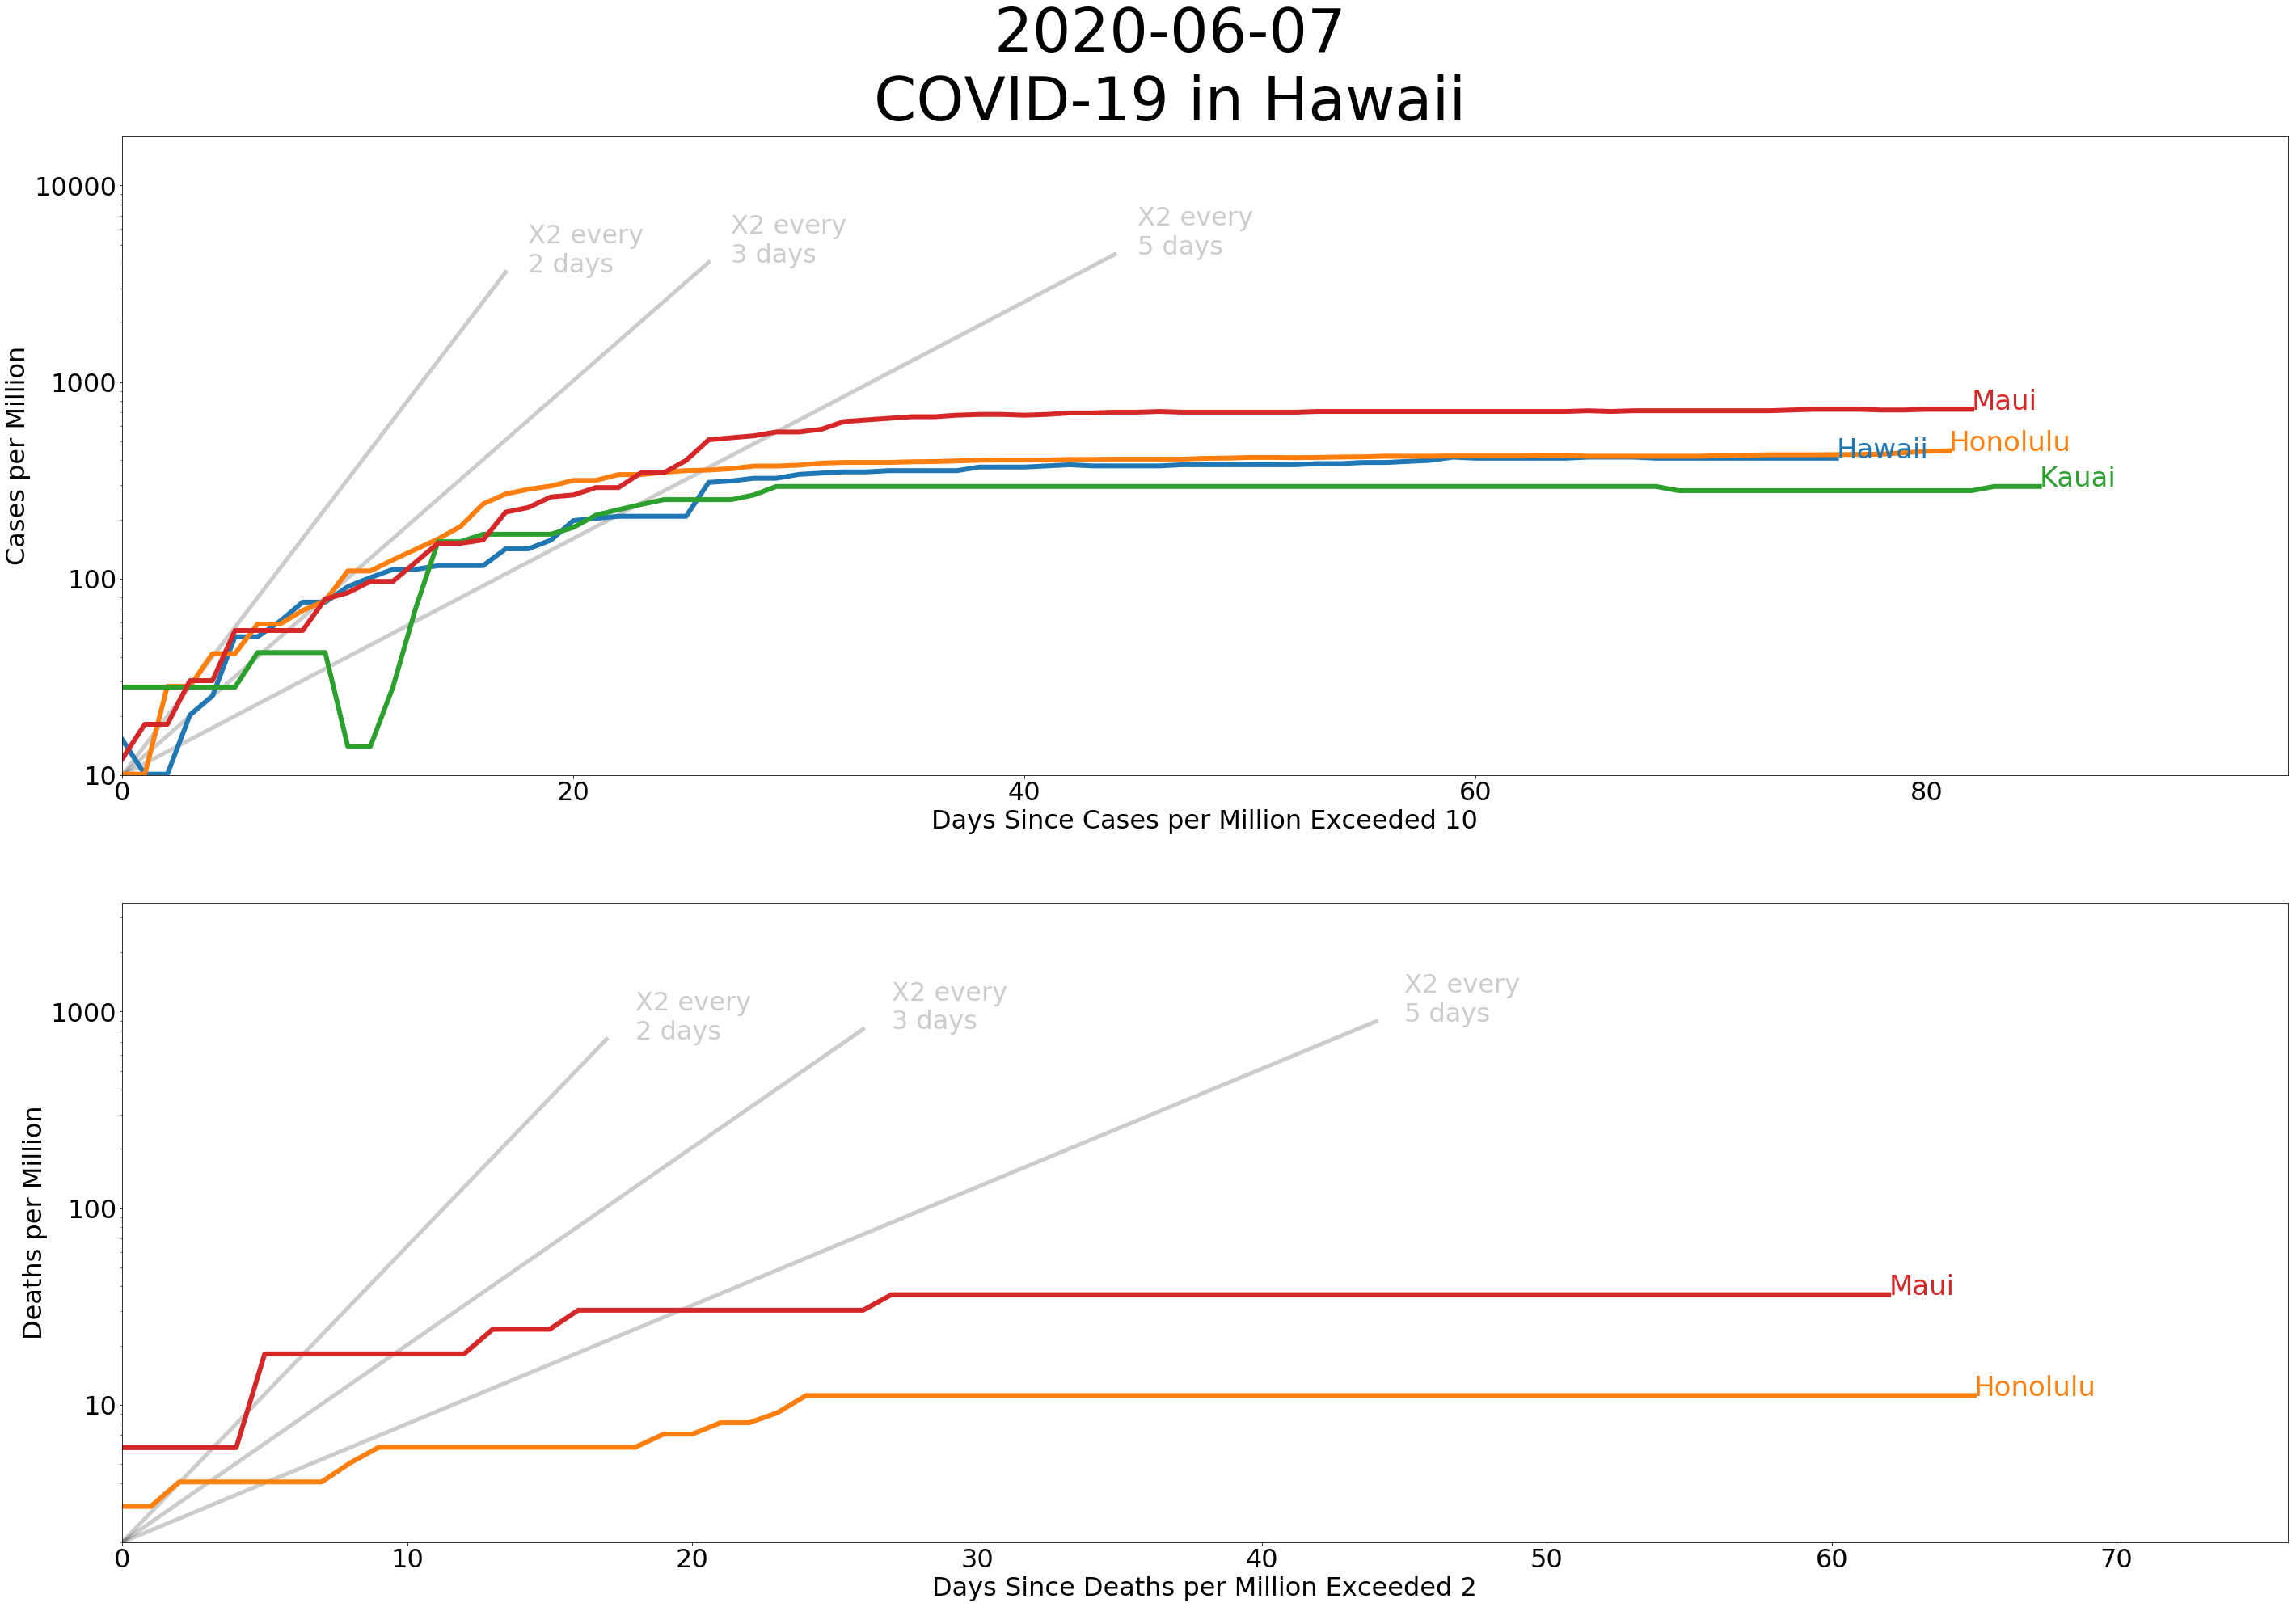 2020-06-07
COVID-19 in Hawaii
10000
1000
100
10
Cases per Million
X2 every
2 days
X2 every
3 days
X2 every
5 days
Maui
Honolulu
Hawaii
Kauai
0
20
40
60
80
Days Since Cases per Million Exceeded 10
1000
100
10
Deaths per Million
X2 every
2 days
X2 every
3 days
X2 every
5 days
Maui
Honolulu
0
10
20
30
40
50
60
70
Days Since Deaths per Million Exceeded 2